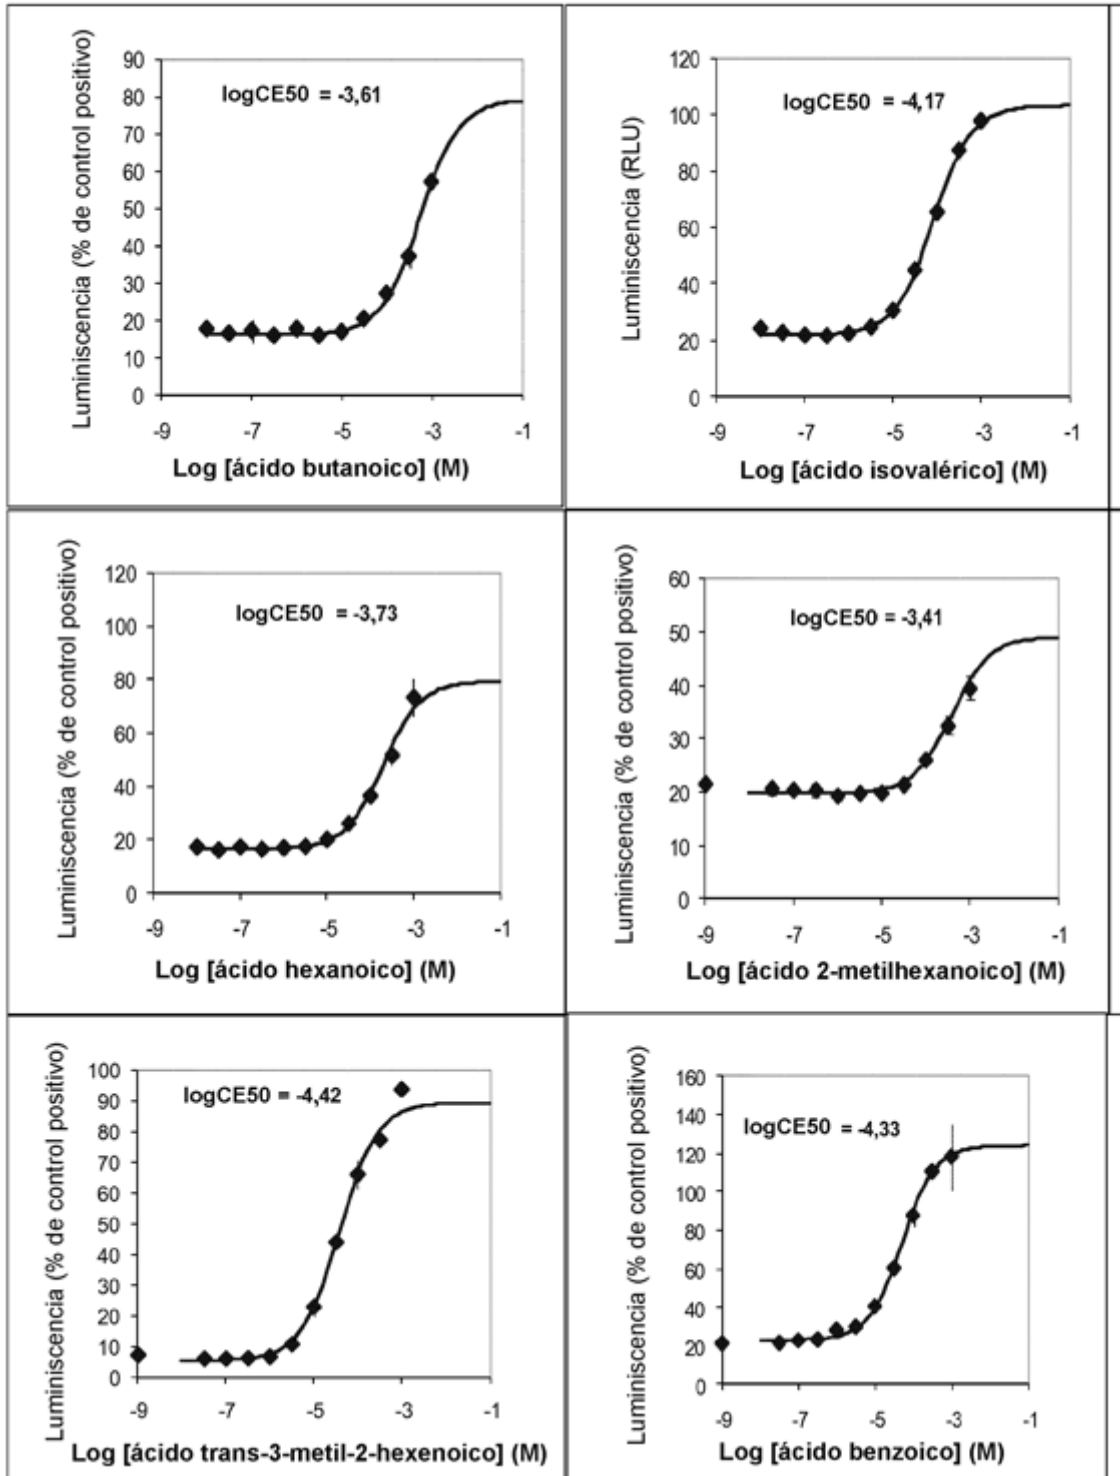 Luminiscencia (% de control positivo)
90
80
70
60
50
40
30
20
10
0
logCE50 = -3,61
-9 -7 -5 -3 -1
Log [ácido butanoico] (M)
Luminiscencia (RLU)
120
100
80
60
40
20
0
logCE50 = -4,17
-9 -7 -5 -3 -1
Log [ácido isovalérico] (M)
Luminiscencia (% de control positivo)
120
100
80
60
40
20
0
logCE50 = -3,73
-9 -7 -5 -3 -1
Log [ácido hexanoico] (M)
Luminiscencia (% de control positivo)
60
50
40
30
20
10
0
logCE50 = -3,41
-9 -7 -5 -3 -1
Log [ácido 2-metilhexanoico] (M)
Luminiscencia (% de control positivo)
100
90
80
70
60
50
40
30
20
10
0
logCE50 = -4,42
-9 -7 -5 -3 -1
Log [ácido trans-3-metil-2-hexenoico] (M)
Luminiscencia (% de control positivo)
160
140
120
100
80
60
40
20
0
logCE50 = -4,33
-9 -7 -5 -3 -1
Log [ácido benzoico] (M)